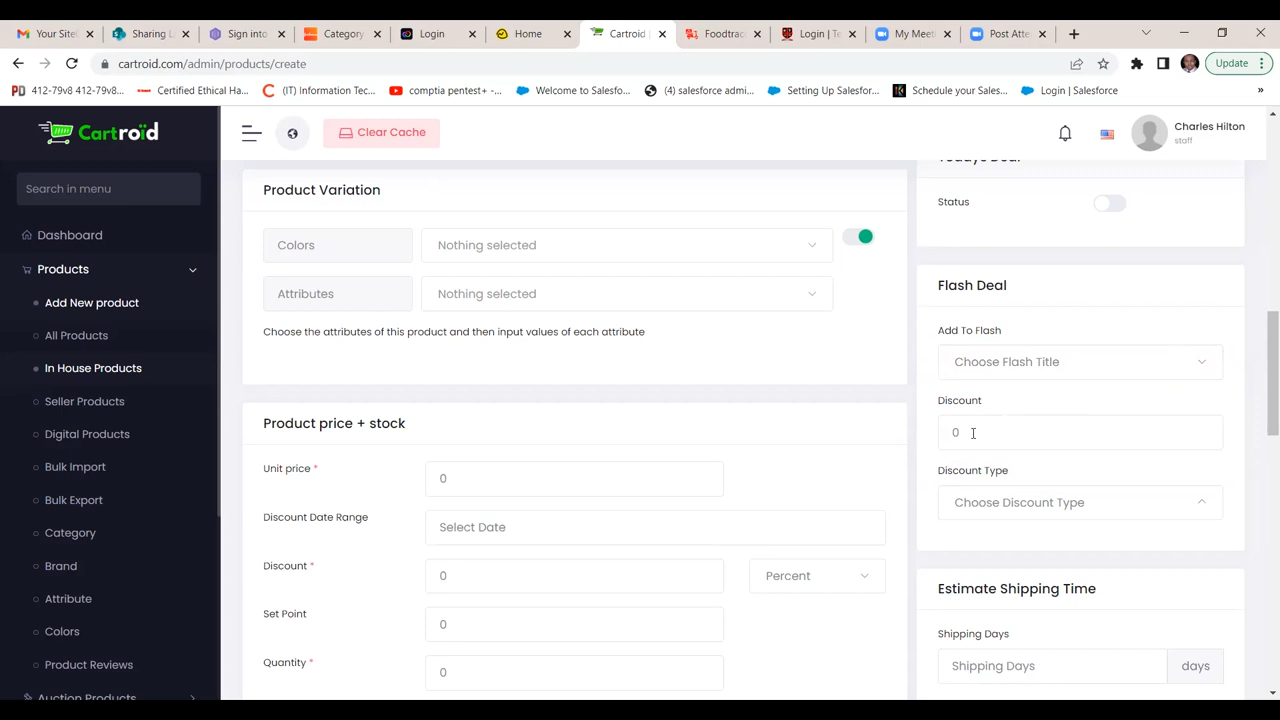 Your Site
Sharing L
Sign into
Category
Login
Home
Cartroid |
Foodtrac
Login | Te
My Meeti
Post Atte
cartroid.com/admin/products/create
Update
412-79v8 412-79v8...
Certified Ethical Ha...
(IT) Information Tec...
comptia pentest+ -...
Welcome to Salesfo...
(4) salesforce admi...
Setting Up Salesfor...
Schedule your Sales...
Login | Salesforce
»
Cartroïd
Clear Cache
Charles Hilton
staff
Search in menu
Dashboard
Products
Add New product
All Products
In House Products
Seller Products
Digital Products
Bulk Import
Bulk Export
Category
Brand
Attribute
Colors
Product Reviews
Auction Products
Product Variation
Colors
Nothing selected
Attributes
Nothing selected
Choose the attributes of this product and then input values of each attribute
Product price + stock
Unit price *
0
Discount Date Range
Select Date
Discount *
0
Percent
Set Point
0
Quantity *
0
Todays Deal
Status
Flash Deal
Add To Flash
Choose Flash Title
Discount
0
Discount Type
Choose Discount Type
Estimate Shipping Time
Shipping Days
Shipping Days
days